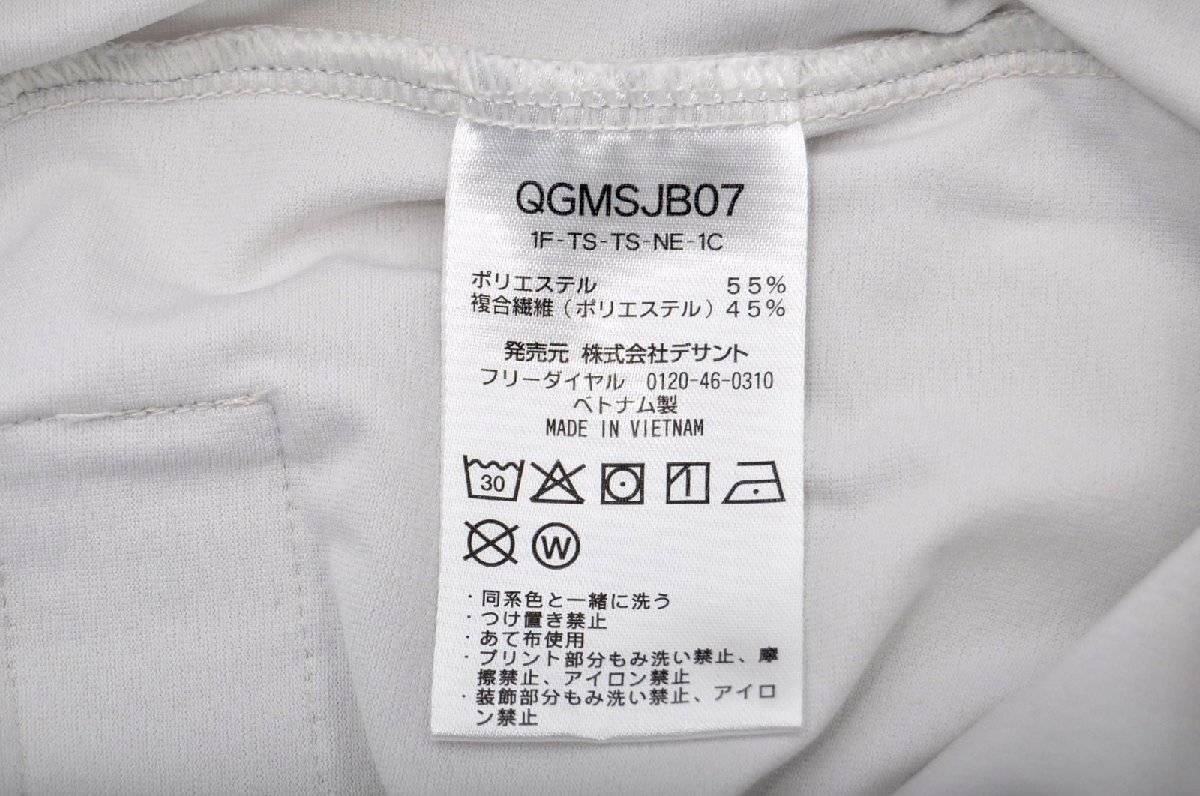 QGMSJB07
1F-TS-TS-NE-1C
ポリエステル 55%
複合繊維(ポリエステル)45%
発売元 株式会社デサント
フリーダイヤル 0120-46-0310
ベトナム製
MADE IN VIETNAM
30
W
・同系色と一緒に洗う
・つけ置き禁止
・あて布使用
・プリント部分もみ洗い禁止、摩
擦禁止、アイロン禁止
・装飾部分もみ洗い禁止、アイロ
ン禁止